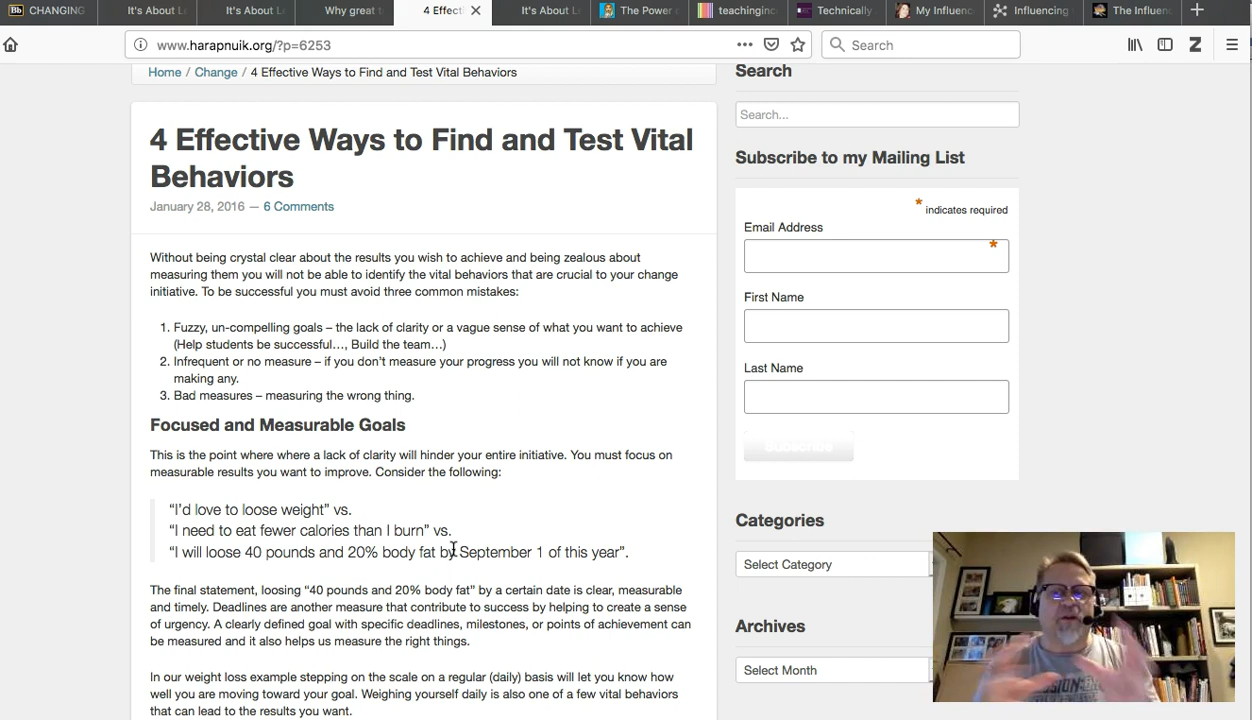 Bb CHANGING
It's About L
It's About L
Why great t
4 Effecti
It's About L
The Power
teachinginc
Technically
My Influenc
Influencing
The Influenc
www.harapnuik.org/?p=6253
Search
Home / Change / 4 Effective Ways to Find and Test Vital Behaviors
4 Effective Ways to Find and Test Vital
Behaviors
January 28, 2016 — 6 Comments
Without being crystal clear about the results you wish to achieve and being zealous about
measuring them you will not be able to identify the vital behaviors that are crucial to your change
initiative. To be successful you must avoid three common mistakes:
1. Fuzzy, un-compelling goals – the lack of clarity or a vague sense of what you want to achieve
(Help students be successful…, Build the team…)
2. Infrequent or no measure – if you don't measure your progress you will not know if you are
making any.
3. Bad measures – measuring the wrong thing.
Focused and Measurable Goals
This is the point where where a lack of clarity will hinder your entire initiative. You must focus on
measurable results you want to improve. Consider the following:
“I'd love to loose weight” vs.
“I need to eat fewer calories than I burn” vs.
“I will loose 40 pounds and 20% body fat by September 1 of this year”.
The final statement, loosing “40 pounds and 20% body fat” by a certain date is clear, measurable
and timely. Deadlines are another measure that contribute to success by helping to create a sense
of urgency. A clearly defined goal with specific deadlines, milestones, or points of achievement can
be measured and it also helps us measure the right things.
In our weight loss example stepping on the scale on a regular (daily) basis will let you know how
well you are moving toward your goal. Weighing yourself daily is also one of a few vital behaviors
that can lead to the results you want.
Search
Search...
Subscribe to my Mailing List
* indicates required
Email Address
*
First Name
Last Name
Subscribe
Categories
Select Category
Archives
Select Month